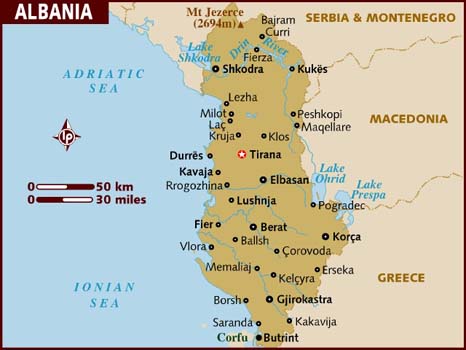 ALBANIA
Mt Jezerce
(2694m)
Bajram
Curri
SERBIA & MONTENEGRO
Lake
Shkodra
Drin
River
Fierza
Shkodra
Kukës
ADRIATIC
SEA
Lezha
Milot
Laç
Peshkopi
Maqellare
MACEDONIA
Kruja
Klos
lp
Durrës
Tirana
Kavaja
Elbasan
Lake
Ohrid
Lake
Prespa
0 50 km
0 30 miles
Rrogozhina
Lushnja
Pogradec
Fier
Berat
Korça
Vlora
Ballsh
Çorovoda
Memaliaj
Kelçyra
Erseka
GREECE
IONIAN
SEA
Borsh
Gjirokastra
Saranda
Kakavija
Corfu
Butrint